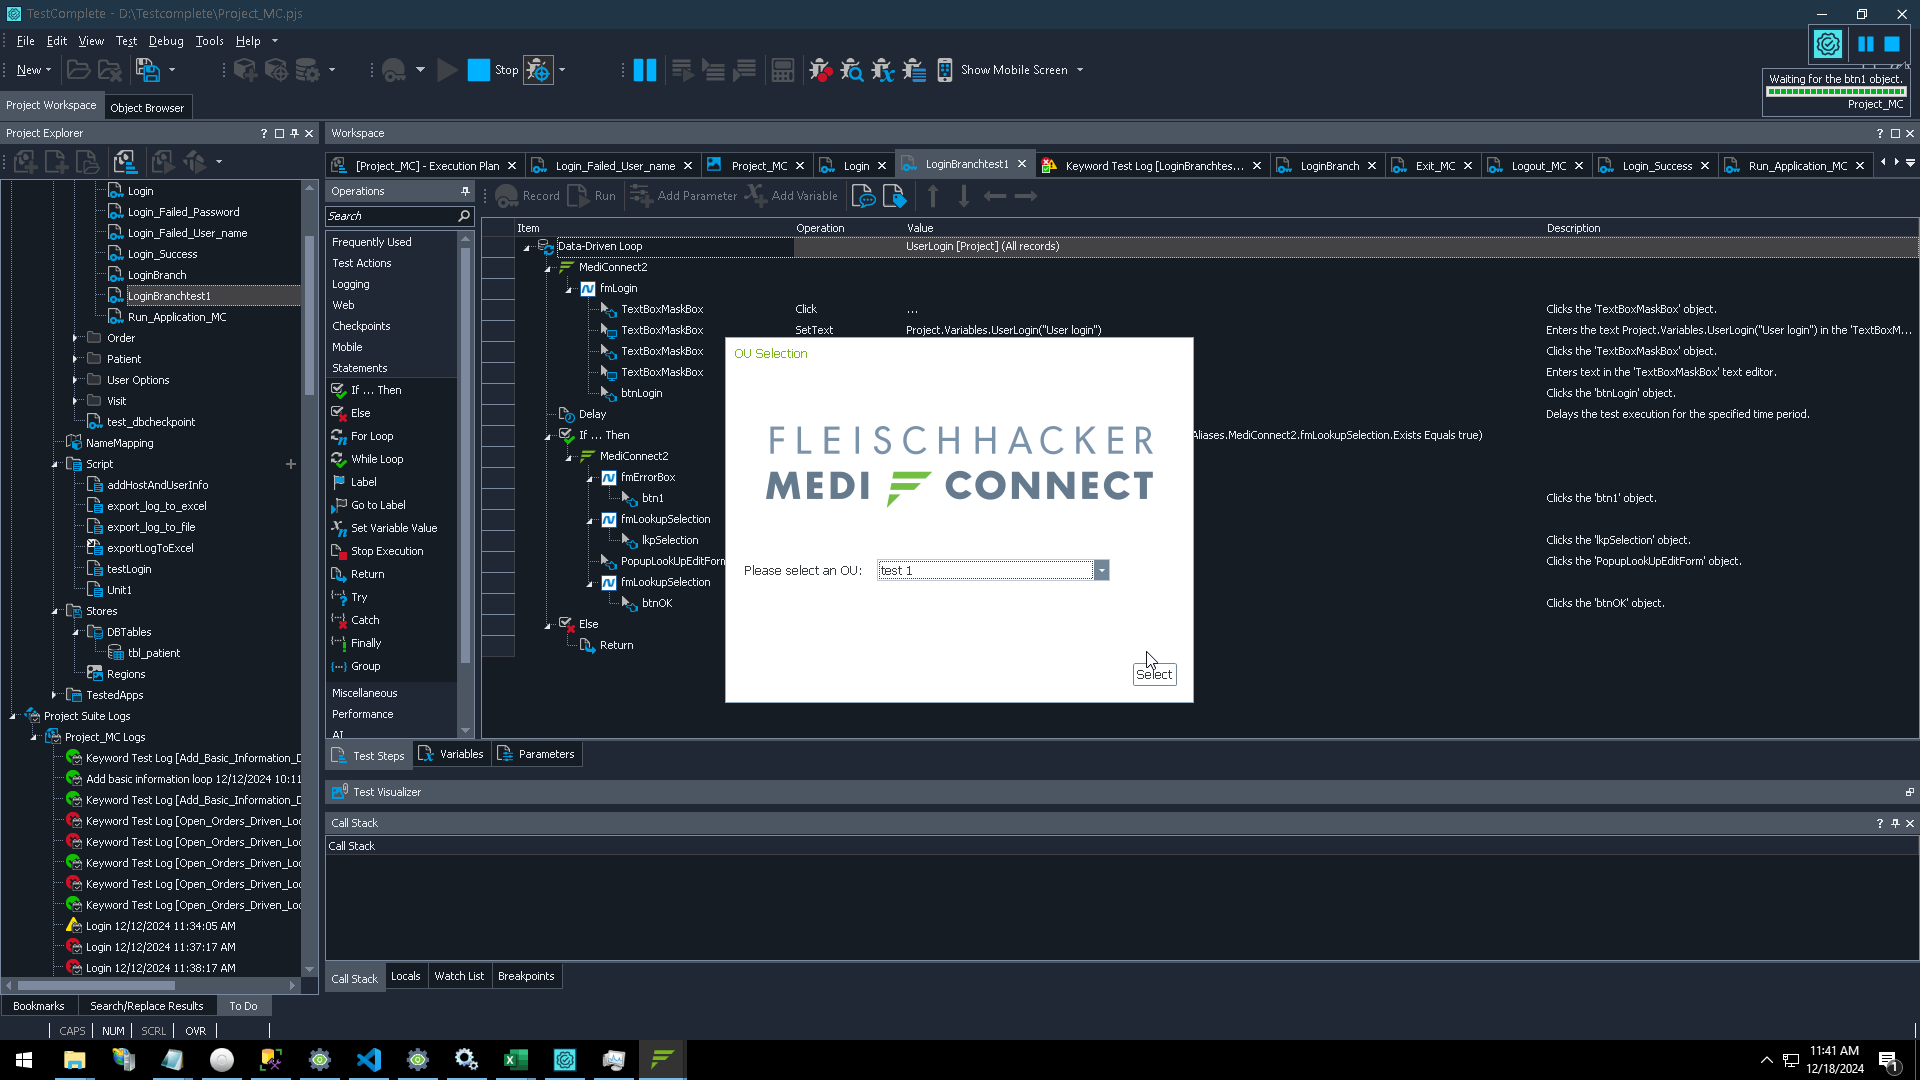 TestComplete - D:\Testcomplete\Project_MC.pjs
File Edit View Test Debug Tools Help
New Stop Show Mobile Screen
Waiting for the btn1 object.
Project_MC
Project Workspace Object Browser
Project Explorer ?
Workspace ?
[Project_MC] - Execution Plan Login_Failed_User_name Project_MC Login LoginBranchtest1 Keyword Test Log [LoginBranchtes... LoginBranch Exit_MC Logout_MC Login_Success Run_Application_MC
Login
Login_Failed_Password
Login_Failed_User_name
Login_Success
LoginBranch
LoginBranchtest1
Run_Application_MC
Order
Patient
User Options
Visit
test_dbcheckpoint
NameMapping
Script
addHostAndUserInfo
export_log_to_excel
export_log_to_file
exportLogToExcel
testLogin
Unit1
Stores
DBTables
tbl_patient
Regions
TestedApps
Project Suite Logs
Project_MC Logs
Keyword Test Log [Add_Basic_Information_D
Add basic information loop 12/12/2024 10:11
Keyword Test Log [Add_Basic_Information_D
Keyword Test Log [Open_Orders_Driven_Loo
Keyword Test Log [Open_Orders_Driven_Loo
Keyword Test Log [Open_Orders_Driven_Loo
Keyword Test Log [Open_Orders_Driven_Loo
Keyword Test Log [Open_Orders_Driven_Loo
Login 12/12/2024 11:34:05 AM
Login 12/12/2024 11:37:17 AM
Login 12/12/2024 11:38:17 AM
Bookmarks Search/Replace Results To Do
Operations
Search
Frequently Used
Test Actions
Logging
Web
Checkpoints
Mobile
Statements
If ... Then
Else
For Loop
While Loop
Label
Go to Label
Set Variable Value
Stop Execution
Return
Try
Catch
Finally
Group
Miscellaneous
Performance
AI
Record Run Add Parameter Add Variable
Item Operation Value Description
Data-Driven Loop UserLogin [Project] (All records)
MediConnect2
fmLogin
TextBoxMaskBox Click ... Clicks the 'TextBoxMaskBox' object.
TextBoxMaskBox SetText Project.Variables.UserLogin("User login") Enters the text Project.Variables.UserLogin("User login") in the 'TextBoxM...
TextBoxMaskBox Clicks the 'TextBoxMaskBox' object.
TextBoxMaskBox Enters text in the 'TextBoxMaskBox' text editor.
btnLogin Clicks the 'btnLogin' object.
Delay Delays the test execution for the specified time period.
If ... Then Aliases.MediConnect2.fmLookupSelection.Exists Equals true)
MediConnect2
fmErrorBox
btn1 Clicks the 'btn1' object.
fmLookupSelection
lkpSelection Clicks the 'lkpSelection' object.
PopupLookUpEditForm Clicks the 'PopupLookUpEditForm' object.
fmLookupSelection
btnOK Clicks the 'btnOK' object.
Else
Return
OU Selection
FLEISCHHACKER
MEDI CONNECT
Please select an OU: test 1
Select
Test Steps Variables Parameters
Test Visualizer
Call Stack ?
Call Stack
Call Stack Locals Watch List Breakpoints
CAPS NUM SCRL OVR
11:41 AM
12/18/2024
1